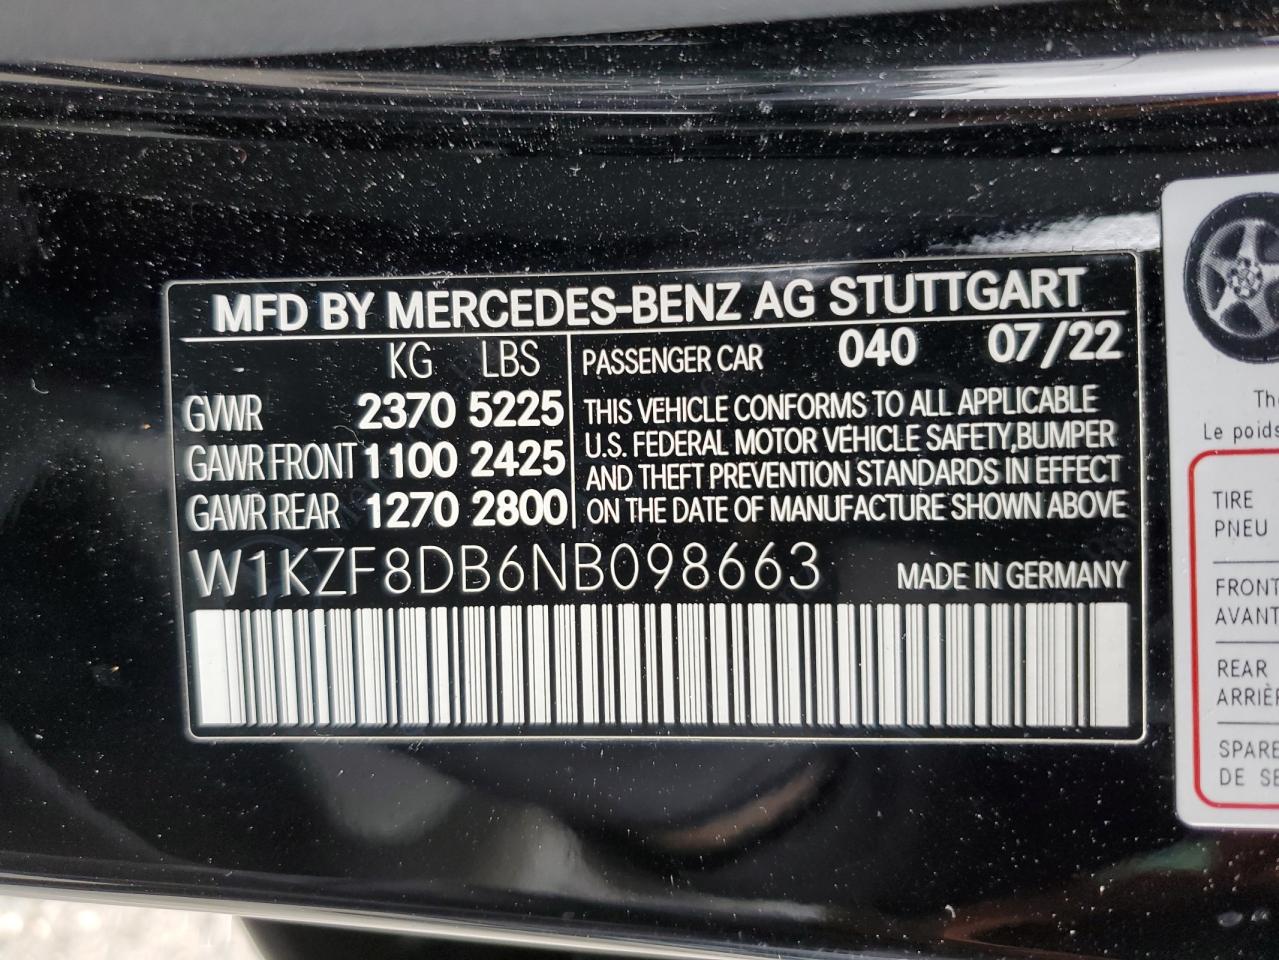 MFD BY MERCEDES-BENZ AG STUTTGART
KG LBS
GVWR 2370 5225
GAWR FRONT 1100 2425
GAWR REAR 1270 2800
PASSENGER CAR 040 07/22
THIS VEHICLE CONFORMS TO ALL APPLICABLE
U.S. FEDERAL MOTOR VEHICLE SAFETY,BUMPER
AND THEFT PREVENTION STANDARDS IN EFFECT
ON THE DATE OF MANUFACTURE SHOWN ABOVE
W1KZF8DB6NB098663 MADE IN GERMANY
Th
Le poids
TIRE
PNEU
FRONT
AVANT
REAR
ARRIÈ
SPARE
DE SE